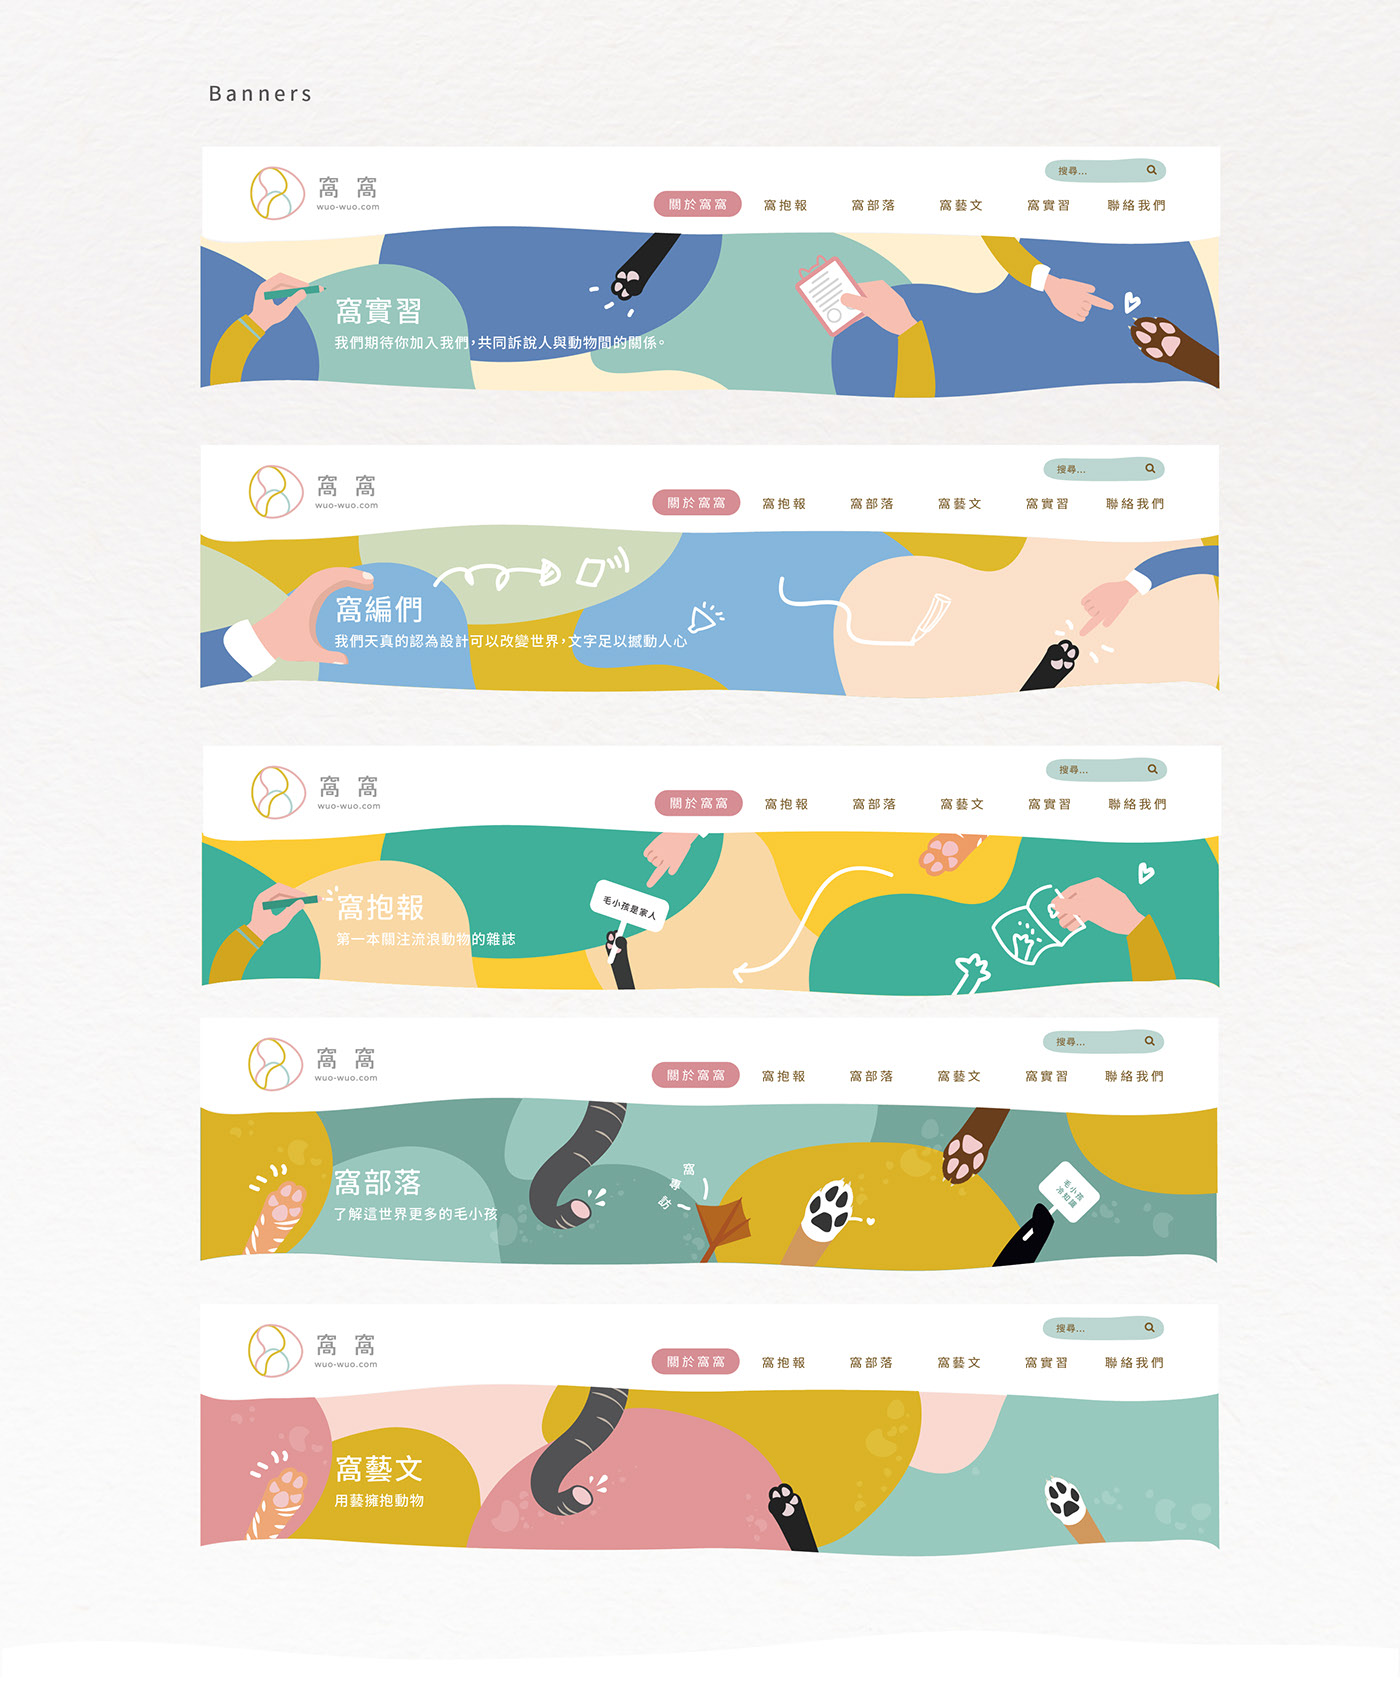 Banners
窩窩
wuo-wuo.com
搜尋...
關於窩窩 窩抱報 窩部落 窩藝文 窩實習 聯絡我們
窩實習
我們期待你加入我們，共同訴說人與動物間的關係。
窩窩
wuo-wuo.com
搜尋...
關於窩窩 窩抱報 窩部落 窩藝文 窩實習 聯絡我們
窩編們
我們天真的認為設計可以改變世界，文字足以撼動人心
窩窩
wuo-wuo.com
搜尋...
關於窩窩 窩抱報 窩部落 窩藝文 窩實習 聯絡我們
窩抱報
第一本關注流浪動物的雜誌
毛小孩是家人
窩窩
wuo-wuo.com
搜尋...
關於窩窩 窩抱報 窩部落 窩藝文 窩實習 聯絡我們
窩部落
了解這世界更多的毛小孩
窩專訪
毛小孩
冷知識
窩窩
wuo-wuo.com
搜尋...
關於窩窩 窩抱報 窩部落 窩藝文 窩實習 聯絡我們
窩藝文
用藝擁抱動物